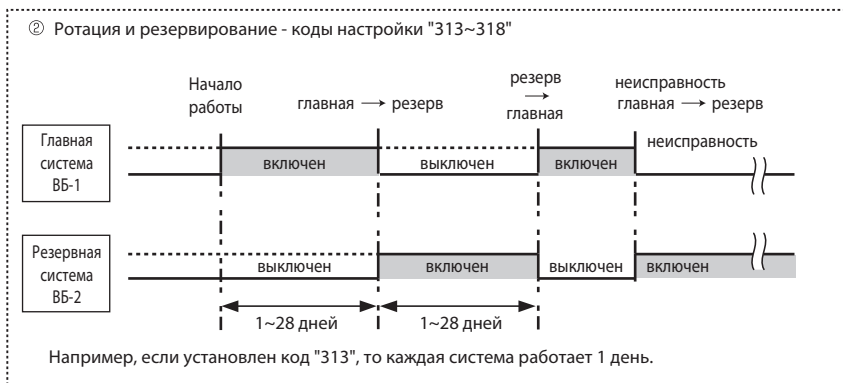 ② Ротация и резервирование - коды настройки "313~318"
Начало
работы
главная → резерв
резерв
→
главная
неисправность
главная → резерв
Главная
система
ВБ-1
включен
выключен
включен
неисправность
Резервная
система
ВБ-2
выключен
включен
выключен
включен
1~28 дней
1~28 дней
Например, если установлен код "313", то каждая система работает 1 день.